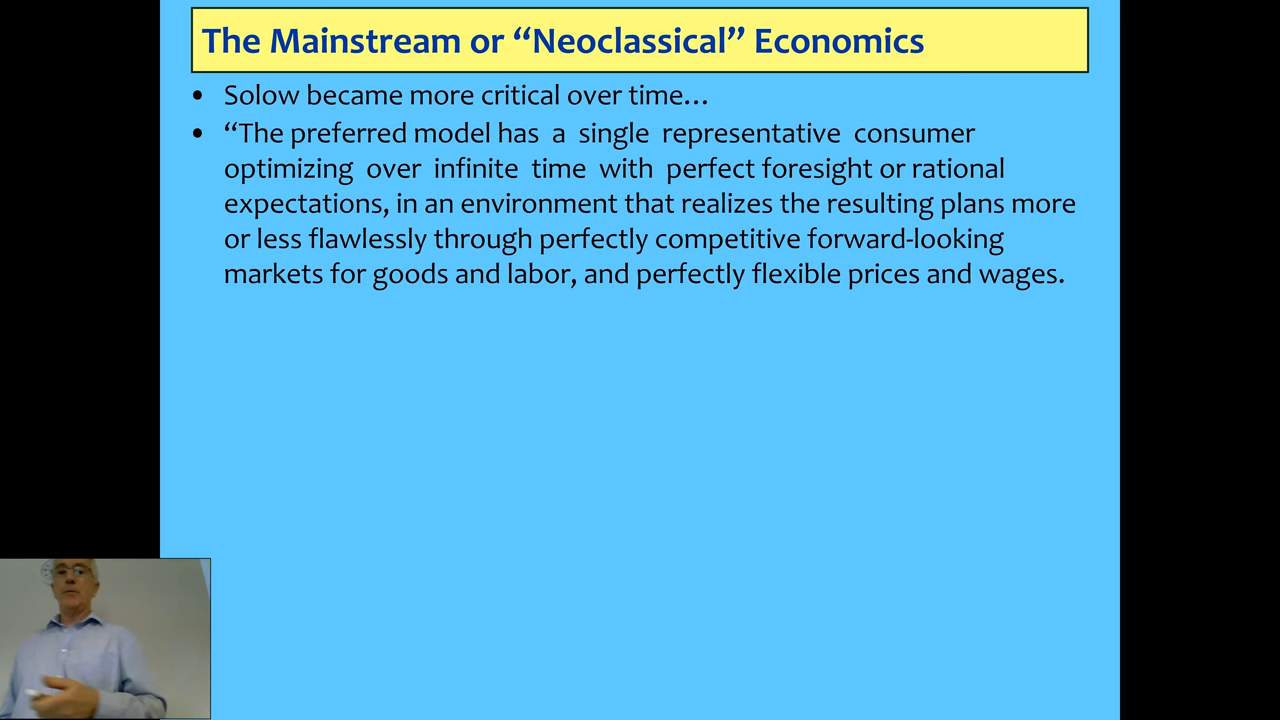 The Mainstream or “Neoclassical” Economics
• Solow became more critical over time…
• “The preferred model has a single representative consumer
optimizing over infinite time with perfect foresight or rational
expectations, in an environment that realizes the resulting plans more
or less flawlessly through perfectly competitive forward-looking
markets for goods and labor, and perfectly flexible prices and wages.